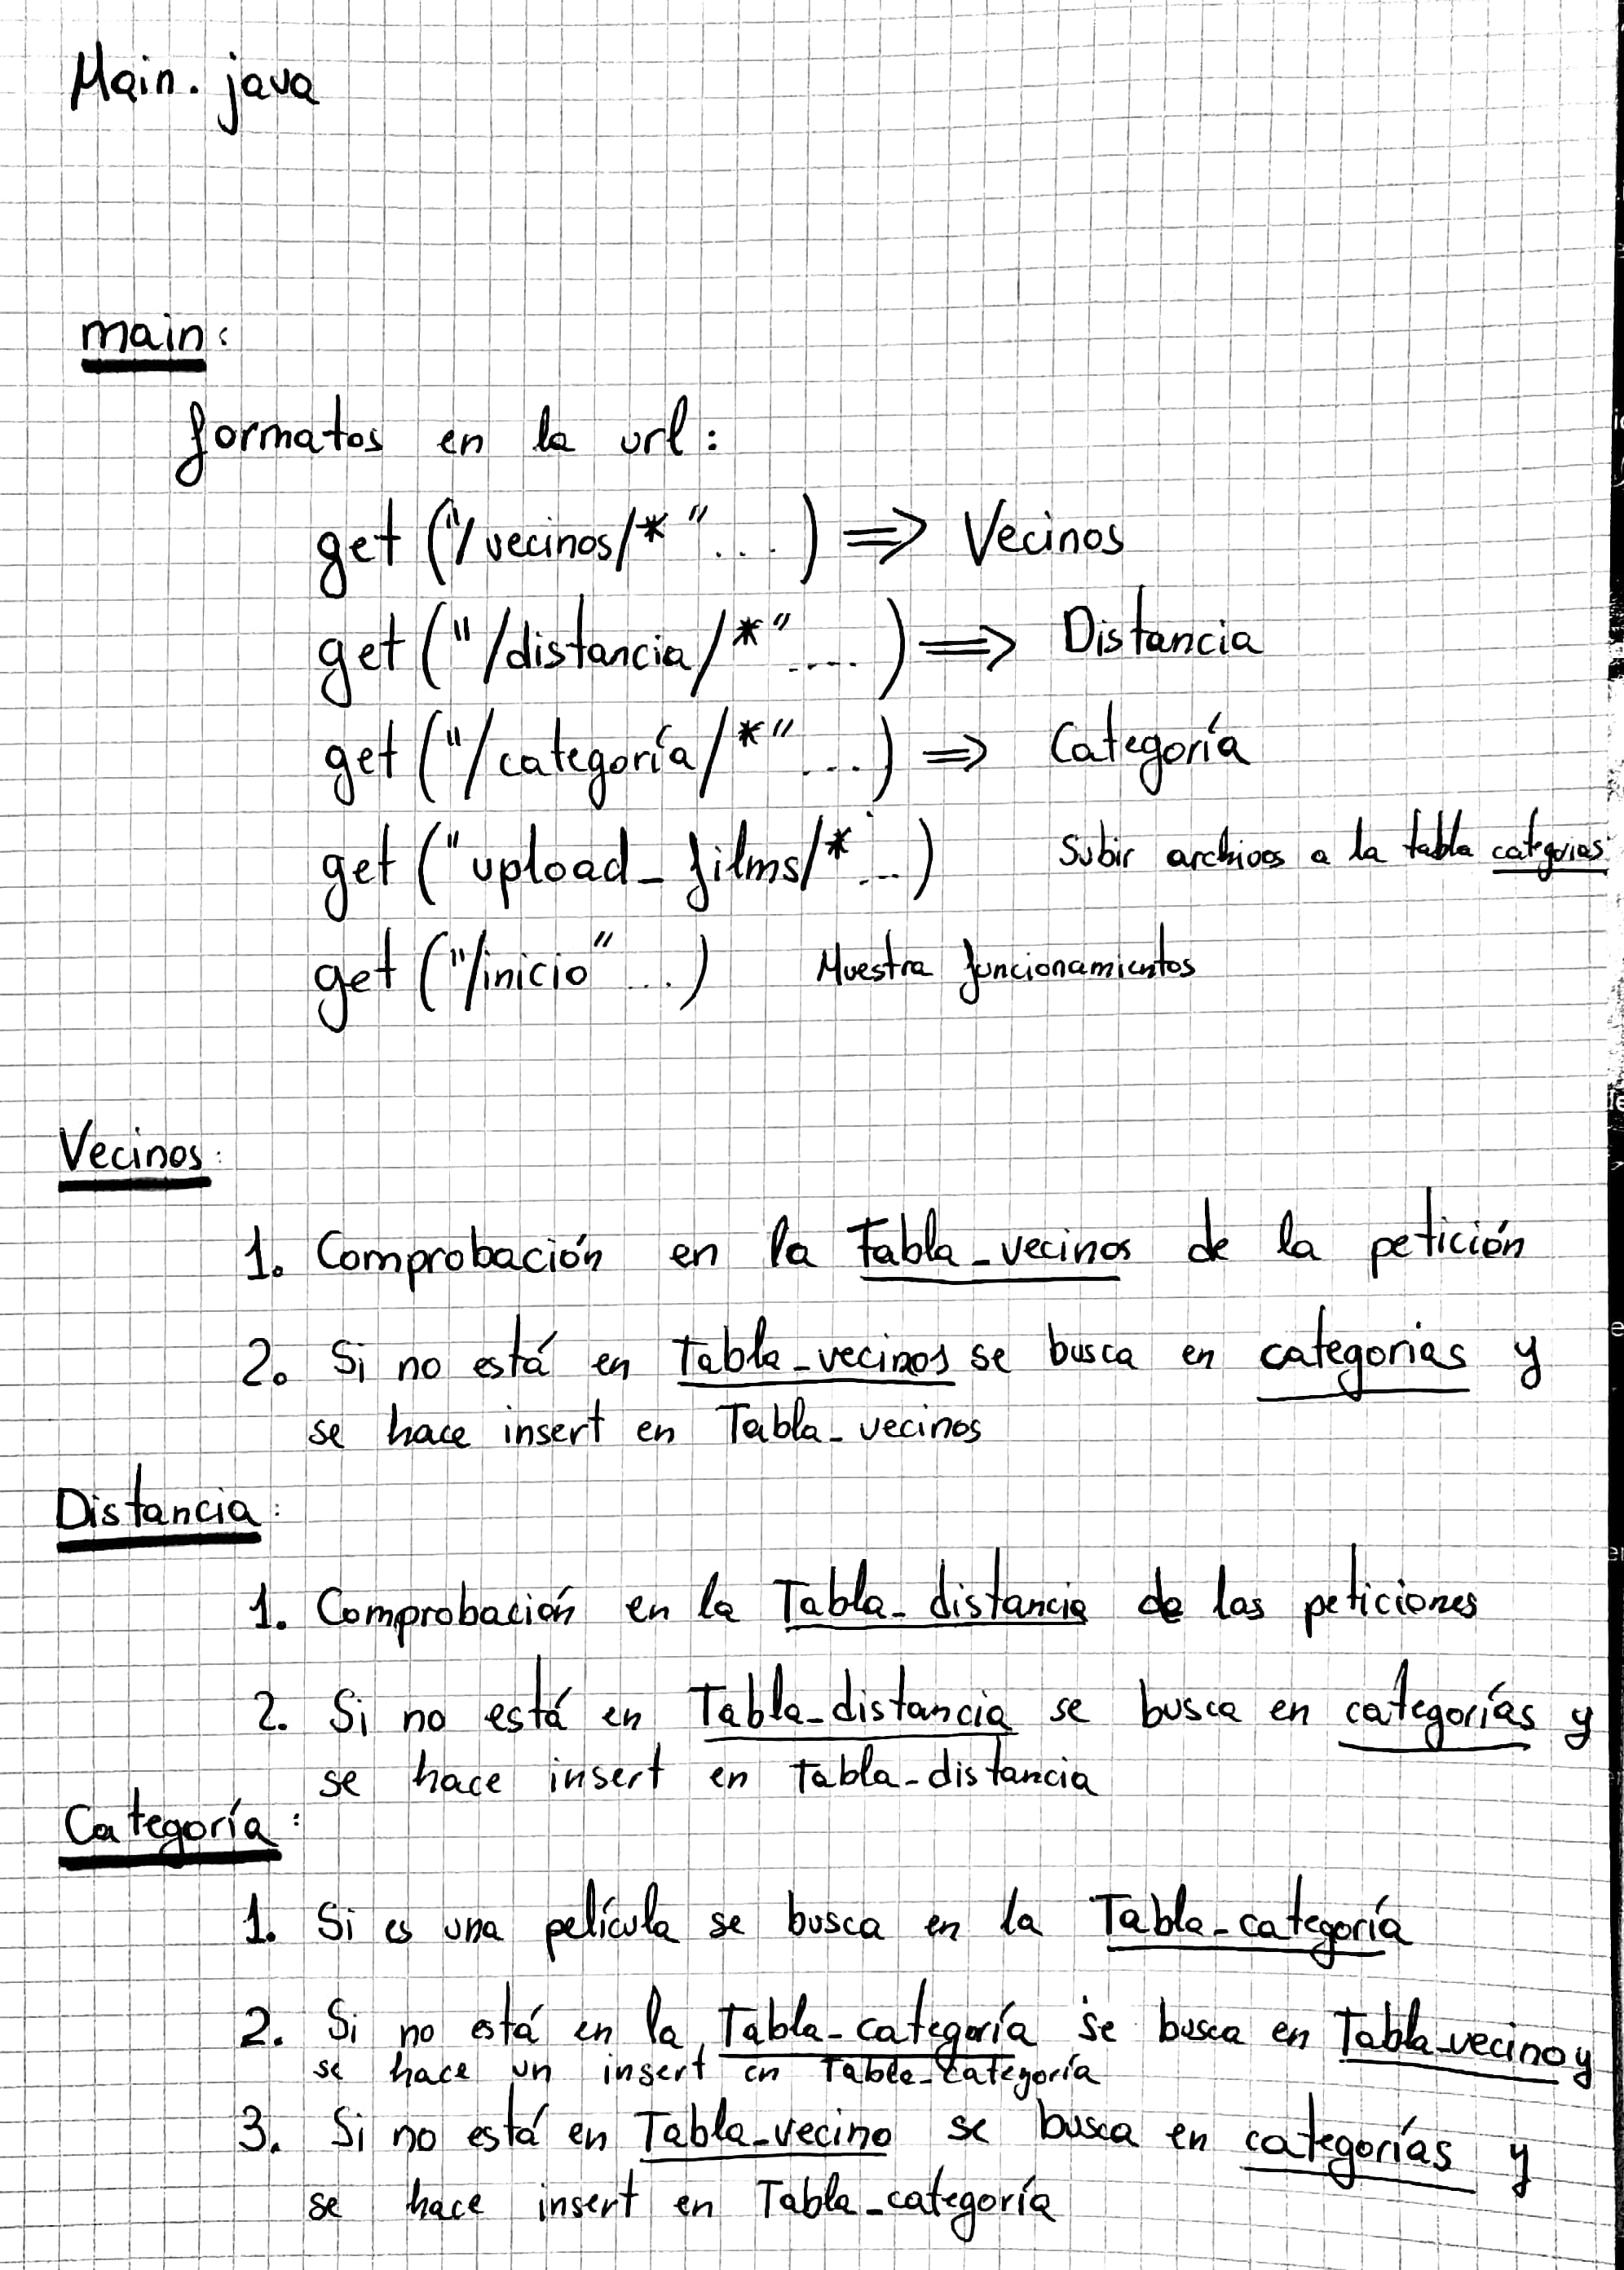 Main.java
main:
formatos en la url:
get ("/vecinos/*"...) => Vecinos
get ("/distancia/*"....) => Distancia
get ("/categoría/*"...) => Categoría
get ("upload_films/*...) Subir archivos a la tabla categorias
get ("/inicio"...) Muestra funcionamientos
Vecinos:
1. Comprobación en la Tabla_vecinos de la petición
2. Si no está en Tabla_vecinos se busca en categorias y
se hace insert en Tabla_vecinos
Distancia:
1. Comprobación en la Tabla_distancia de las peticiones
2. Si no está en Tabla_distancia se busca en categorías y
se hace insert en Tabla_distancia
Categoría:
1. Si es una película se busca en la Tabla_categoría
2. Si no está en la Tabla_categoría se busca en Tabla_vecino y
se hace un insert en Tabla_categoría
3. Si no está en Tabla_vecino se busca en categorías y
se hace insert en Tabla_categoría